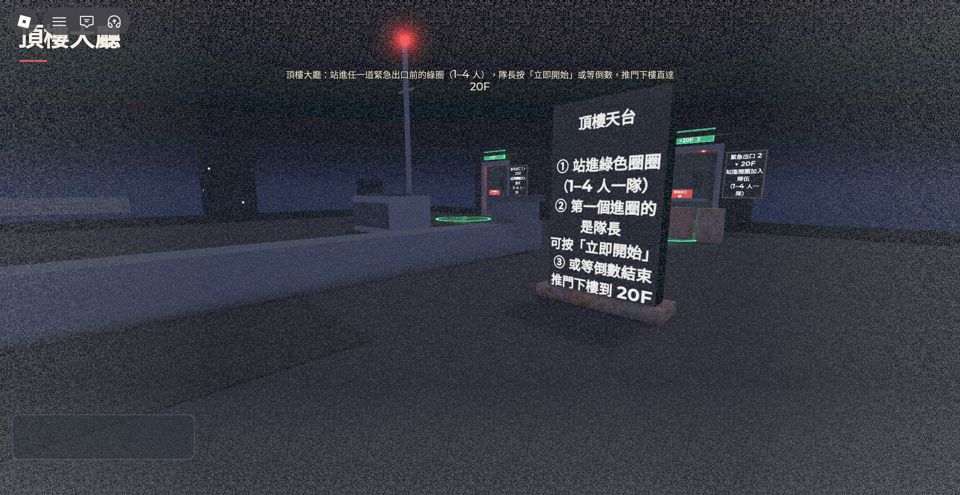 頂樓大廳
頂樓大廳：站進任一道緊急出口前的綠圈（1–4 人），隊長按「立即開始」或等倒數，推門下樓直達
20F
頂樓天台
① 站進綠色圈圈
（1–4 人一隊）
② 第一個進圈的
是隊長
可按「立即開始」
③ 或等倒數結束
推門下樓到 20F
緊急出口 2
▾ 20F
站進圈圈加入
隊伍
（1–4 人一
隊）